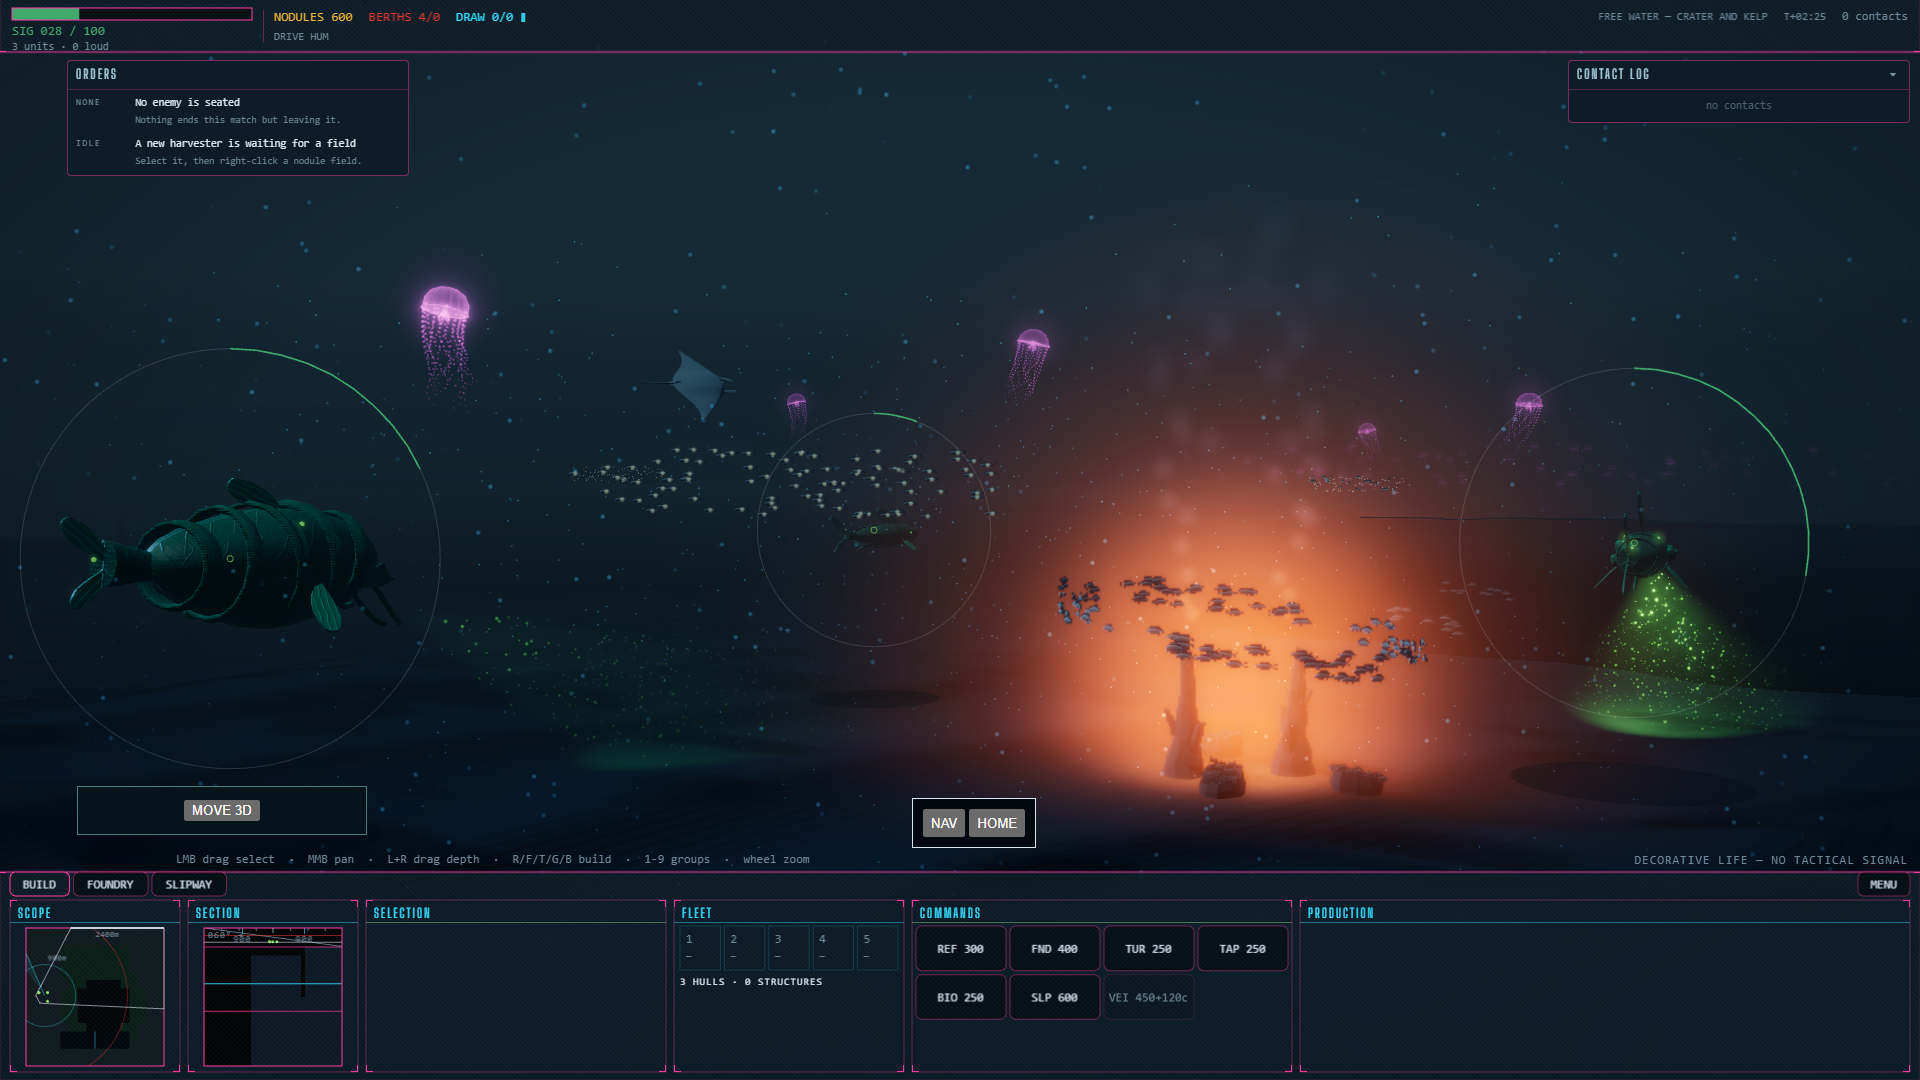 SIG 028 / 100
3 units · 0 loud
NODULES 600 BERTHS 4/0 DRAW 0/0
DRIVE HUM
FREE WATER — CRATER AND KELP T+02:25 0 contacts
ORDERS
NONE No enemy is seated
Nothing ends this match but leaving it.
IDLE A new harvester is waiting for a field
Select it, then right-click a nodule field.
CONTACT LOG
no contacts
MOVE 3D
NAV HOME
LMB drag select · MMB pan · L+R drag depth · R/F/T/G/B build · 1-9 groups · wheel zoom
DECORATIVE LIFE — NO TACTICAL SIGNAL
BUILD FOUNDRY SLIPWAY MENU
SCOPE SECTION SELECTION FLEET COMMANDS PRODUCTION
2400m
900m
060°
900 900
1 2 3 4 5
– – – – –
3 HULLS · 0 STRUCTURES
REF 300 FND 400 TUR 250 TAP 250
BIO 250 SLP 600 VEI 450+120c